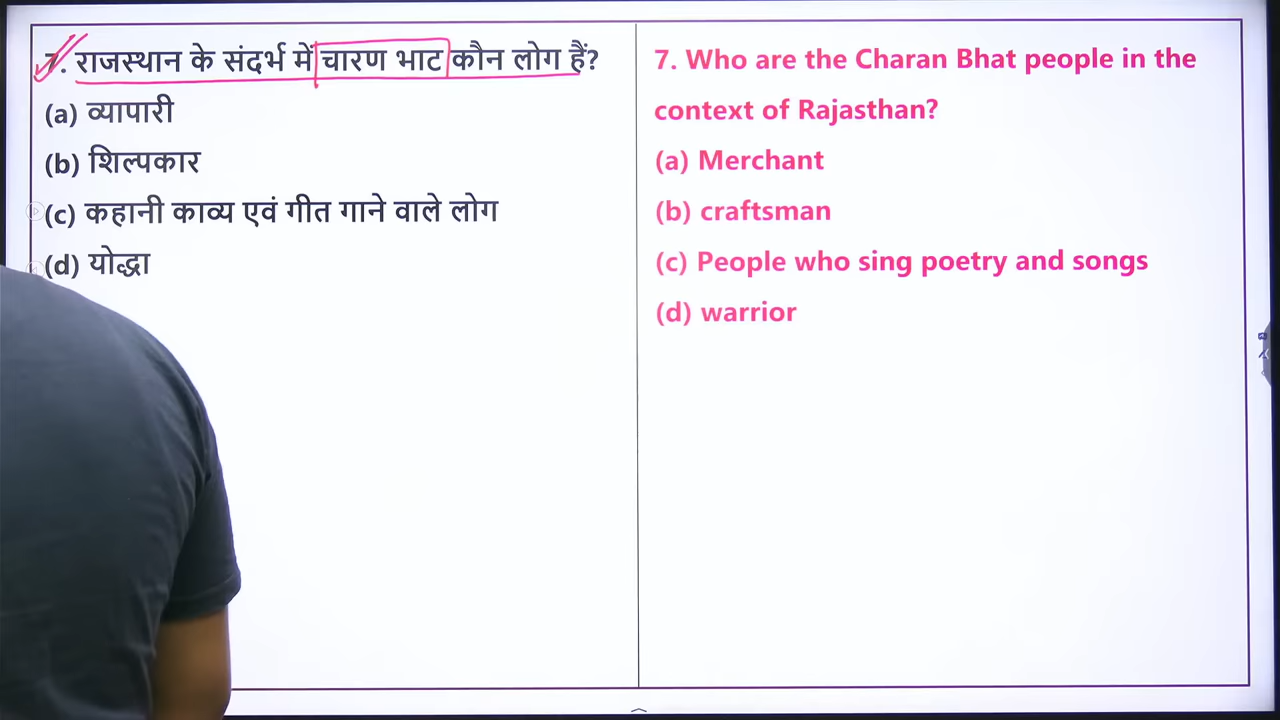 7. राजस्थान के संदर्भ में चारण भाट कौन लोग हैं?
(a) व्यापारी
(b) शिल्पकार
(c) कहानी काव्य एवं गीत गाने वाले लोग
(d) योद्धा
7. Who are the Charan Bhat people in the
context of Rajasthan?
(a) Merchant
(b) craftsman
(c) People who sing poetry and songs
(d) warrior